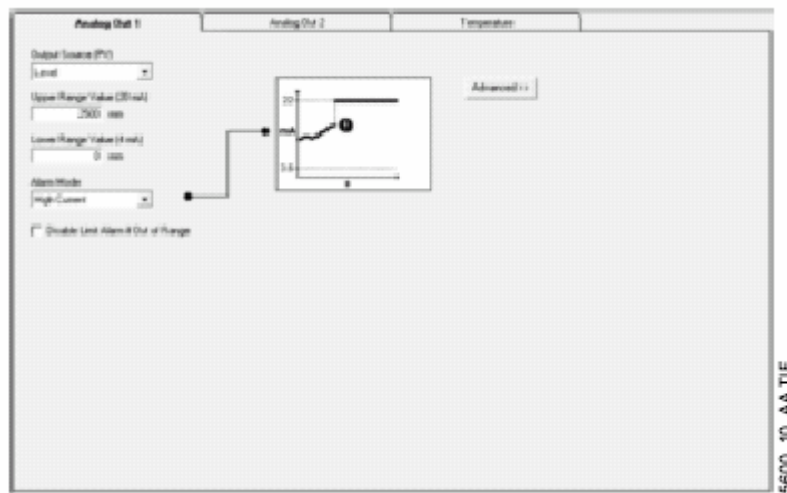 Analog Out 1
Analog Out 2
Temperature
Output Source (PV)
Level
Upper Range Value (20 mA)
2500 mm
Lower Range Value (4 mA)
0 mm
Alarm Mode
High Current
Disable Limit Alarm if Out of Range
20
mA
3.8
Advanced >>
5600_10_AA.TIF